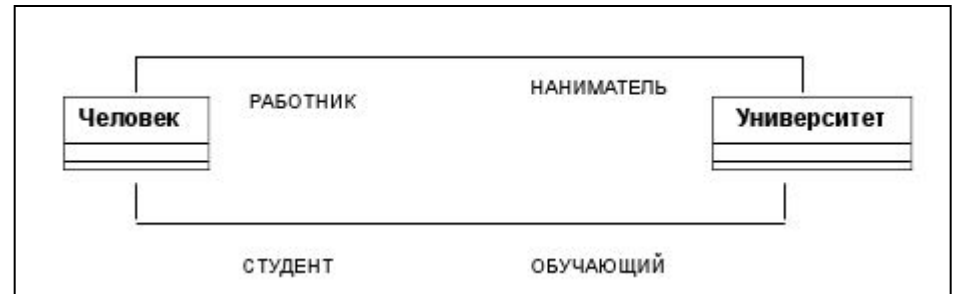 РАБОТНИК
НАНИМАТЕЛЬ
Человек
Университет
СТУДЕНТ
ОБУЧАЮЩИЙ